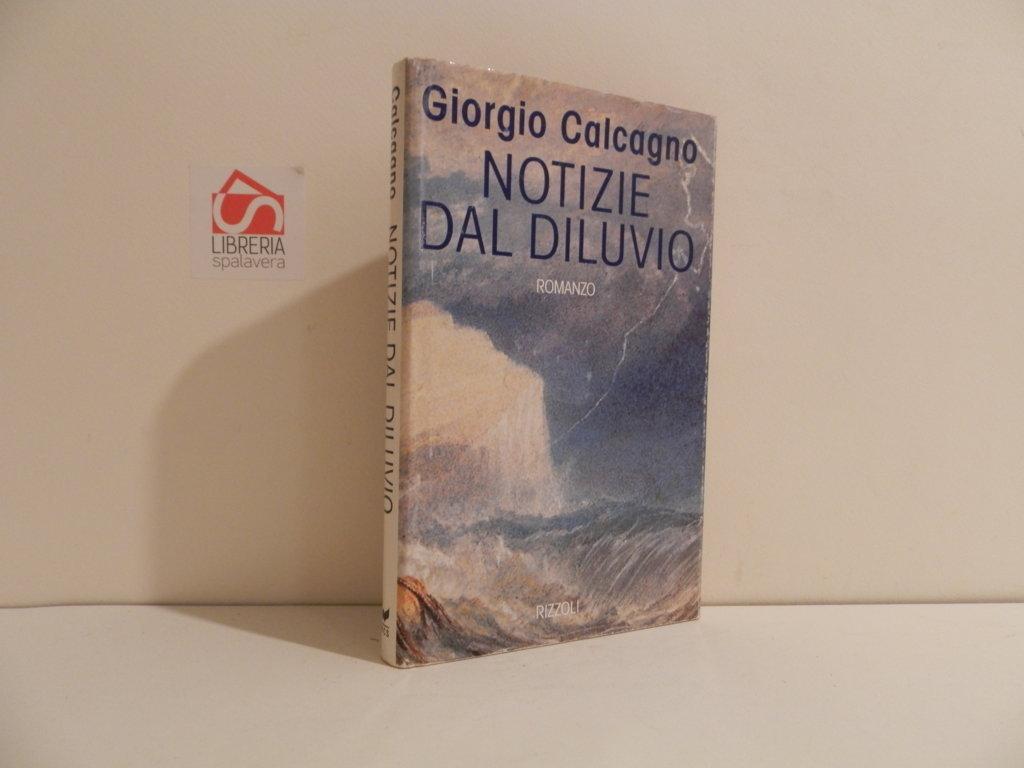 Giorgio Calcagno
NOTIZIE
DAL DILUVIO
ROMANZO
RIZZOLI
Calcagno NOTIZIE DAL DILUVIO
LIBRERIA
spalavera